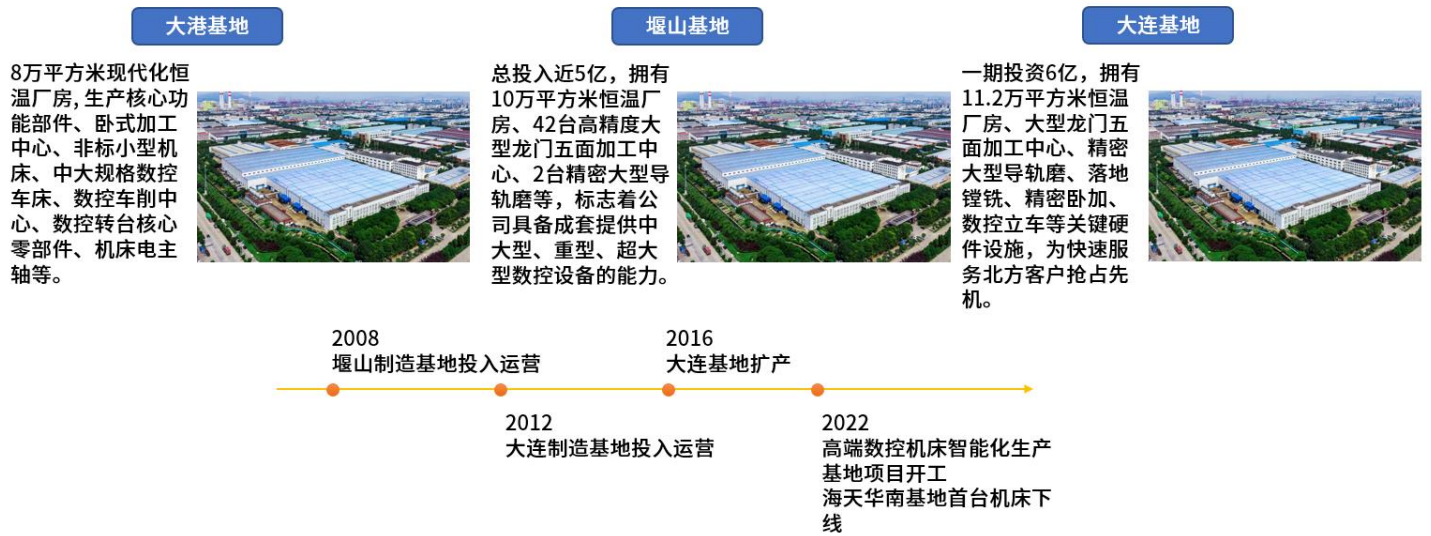 大港基地
8万平方米现代化恒
温厂房, 生产核心功
能部件、卧式加工
中心、非标小型机
床、中大规格数控
车床、数控车削中
心、数控转台核心
零部件、机床电主
轴等。
堰山基地
总投入近5亿，拥有
10万平方米恒温厂
房、42台高精度大
型龙门五面加工中
心、2台精密大型导
轨磨等，标志着公
司具备成套提供中
大型、重型、超大
型数控设备的能力。
大连基地
一期投资6亿，拥有
11.2万平方米恒温
厂房、大型龙门五
面加工中心、精密
大型导轨磨、落地
镗铣、精密卧加、
数控立车等关键硬
件设施，为快速服
务北方客户抢占先
机。
2008
堰山制造基地投入运营
2012
大连制造基地投入运营
2016
大连基地扩产
2022
高端数控机床智能化生产
基地项目开工
海天华南基地首台机床下
线